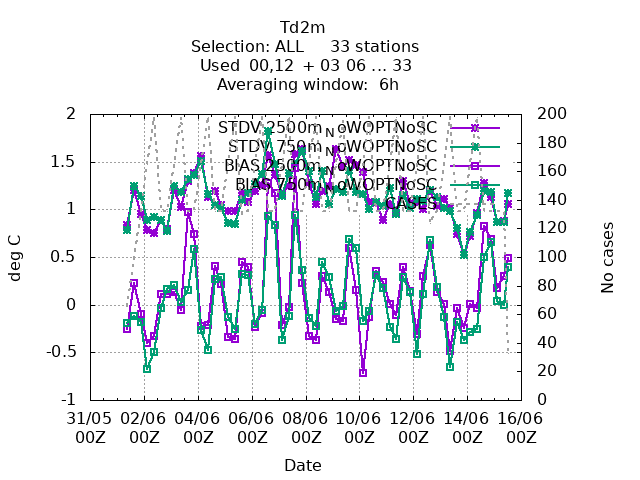 Td2m
Selection: ALL 33 stations
Used 00,12 + 03 06 ... 33
Averaging window: 6h
STDV 2500m_NoWOPTNoSC
STDV 750m_NoWOPTNoSC
BIAS 2500m_NoWOPTNoSC
BIAS 750m_NoWOPTNoSC
CASES
deg C
2
1.5
1
0.5
0
-0.5
-1
No cases
200
180
160
140
120
100
80
60
40
20
0
31/05 02/06 04/06 06/06 08/06 10/06 12/06 14/06 16/06
00Z 00Z 00Z 00Z 00Z 00Z 00Z 00Z 00Z
Date